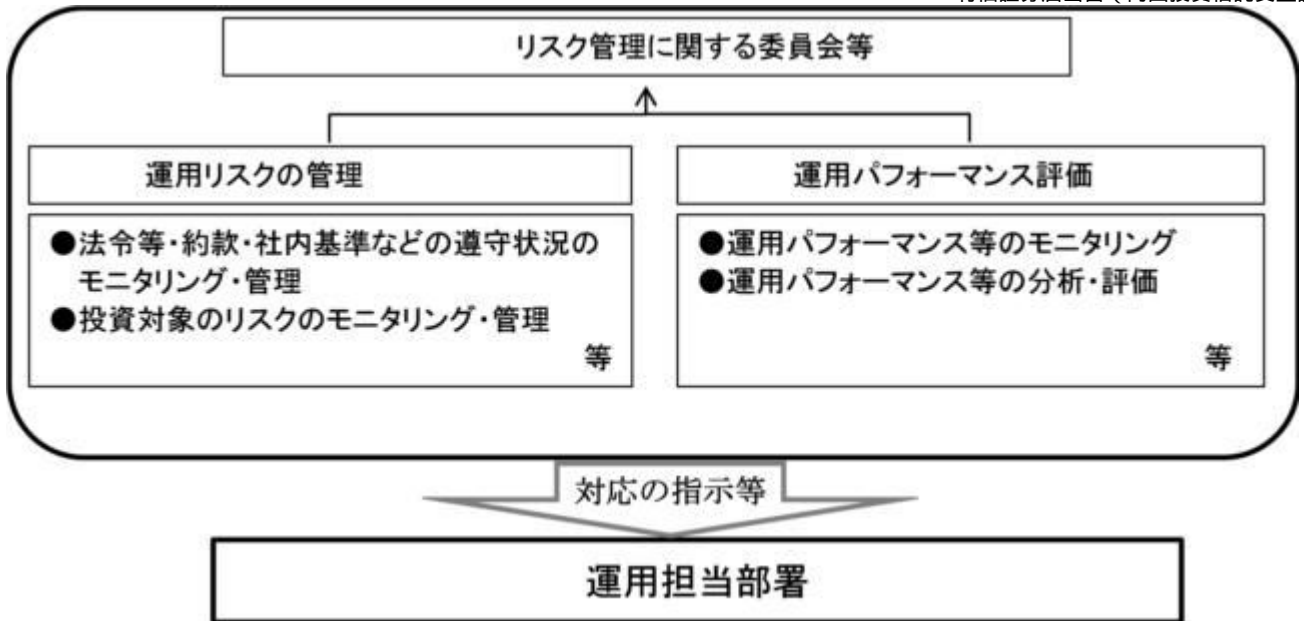 リスク管理に関する委員会等
運用リスクの管理
●法令等・約款・社内基準などの遵守状況の
モニタリング・管理
●投資対象のリスクのモニタリング・管理
等
運用パフォーマンス評価
●運用パフォーマンス等のモニタリング
●運用パフォーマンス等の分析・評価
等
対応の指示等
運用担当部署